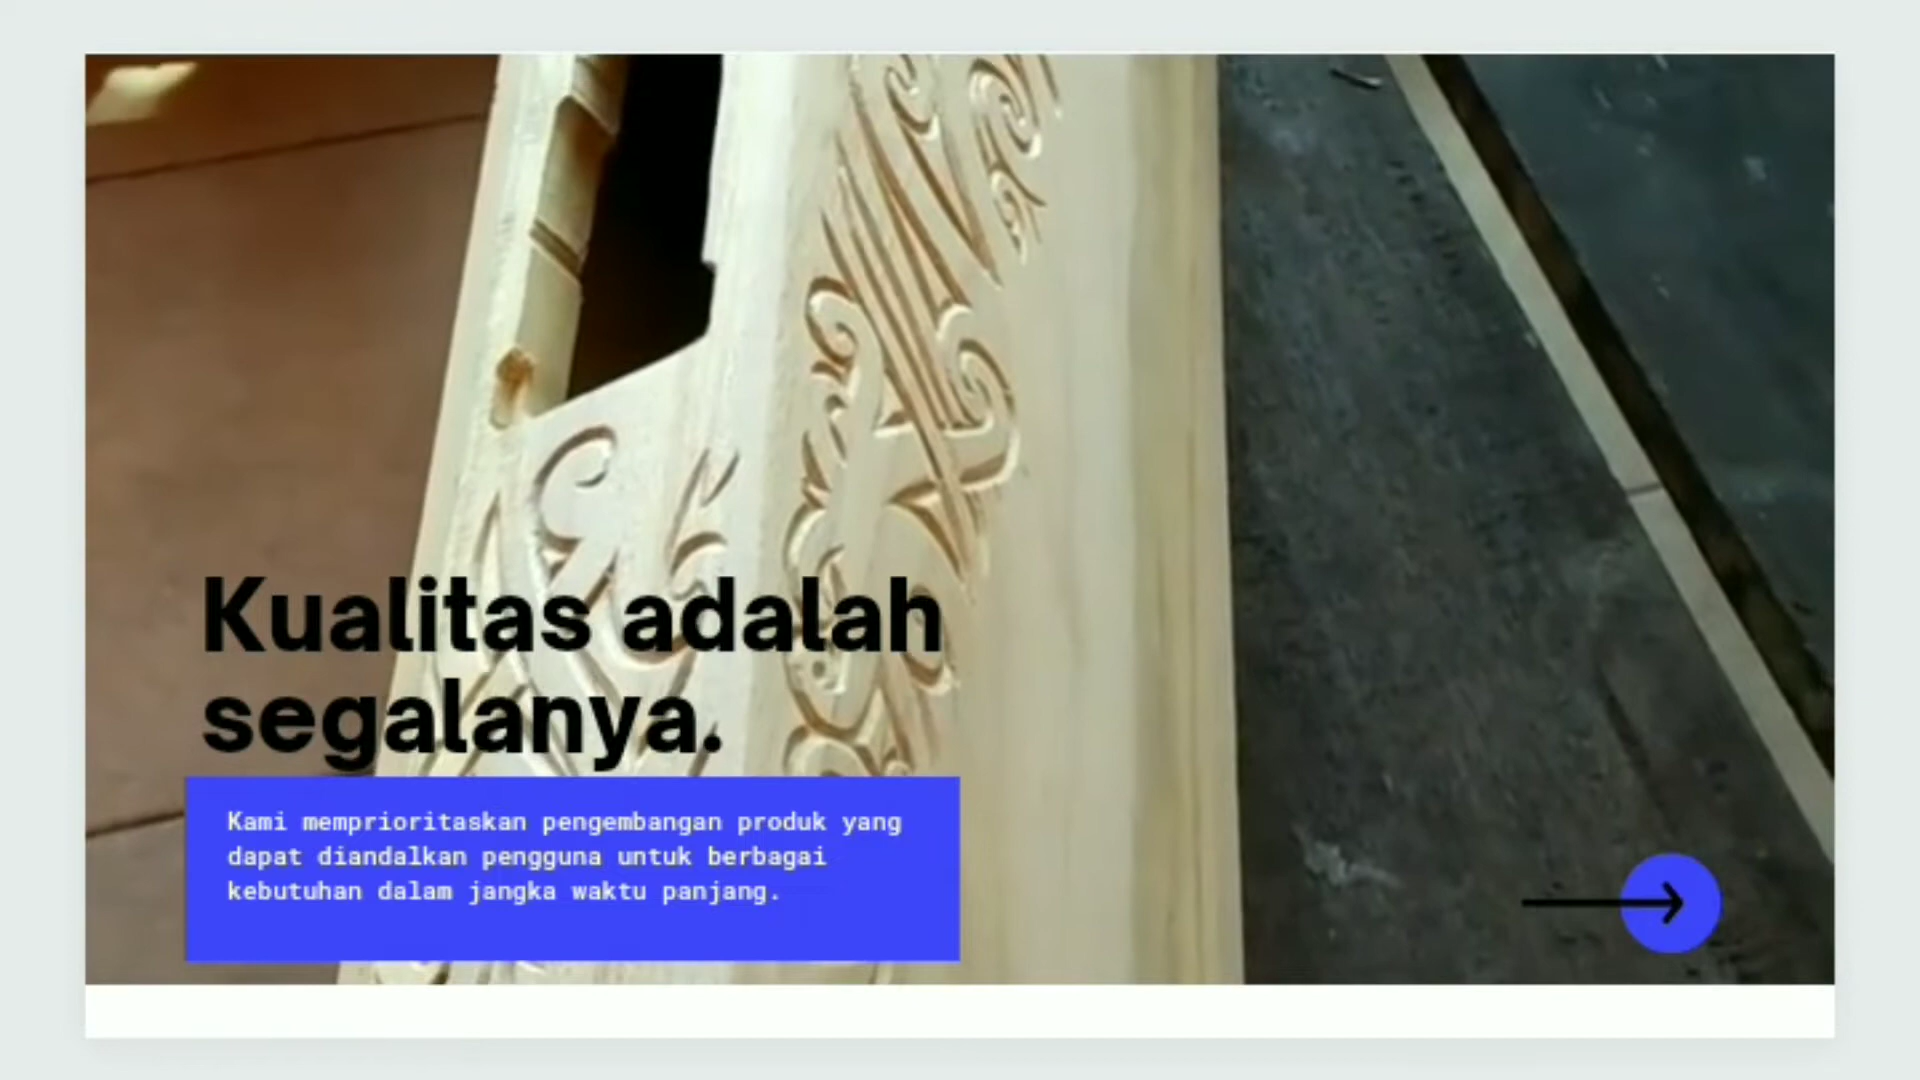 Kualitas adalah
segalanya.
Kami memprioritaskan pengembangan produk yang
dapat diandalkan pengguna untuk berbagai
kebutuhan dalam jangka waktu panjang.